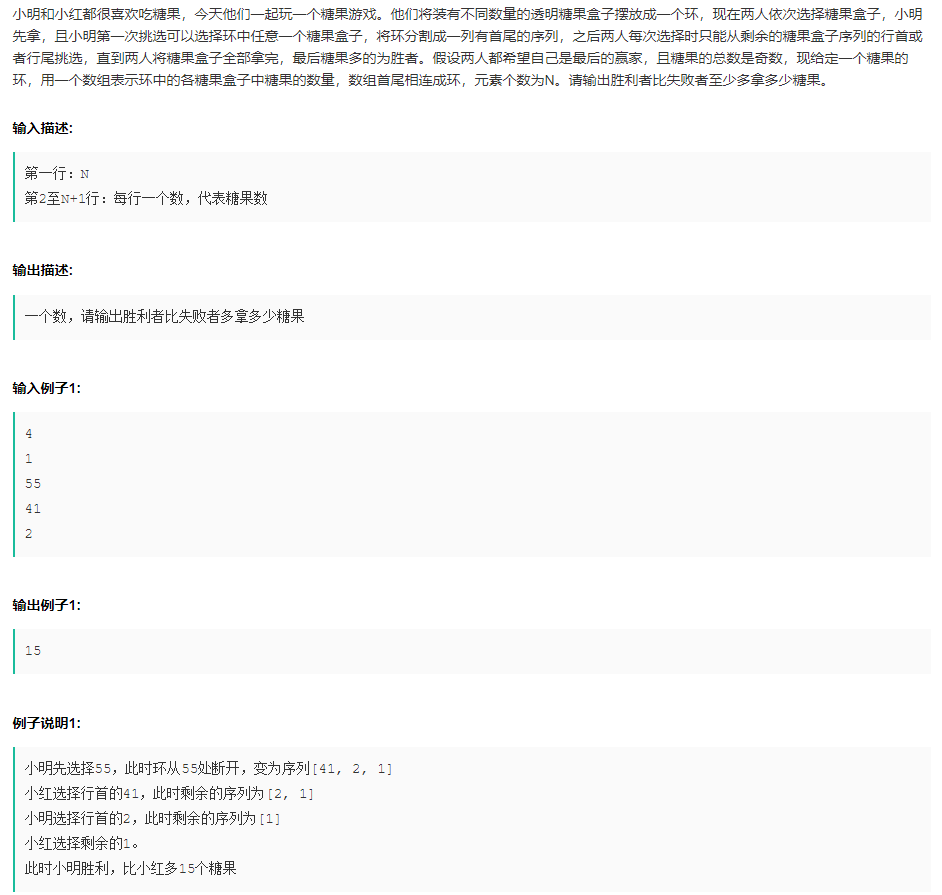 小明和小红都很喜欢吃糖果，今天他们一起玩一个糖果游戏。他们将装有不同数量的透明糖果盒子摆放成一个环，现在两人依次选择糖果盒子，小明
先拿，且小明第一次挑选可以选择环中任意一个糖果盒子，将环分割成一列有首尾的序列，之后两人每次选择时只能从剩余的糖果盒子序列的行首或
者行尾挑选，直到两人将糖果盒子全部拿完，最后糖果多的为胜者。假设两人都希望自己是最后的赢家，且糖果的总数是奇数，现给定一个糖果的
环，用一个数组表示环中的各糖果盒子中糖果的数量，数组首尾相连成环，元素个数为N。请输出胜利者比失败者至少多拿多少糖果。
输入描述:
第一行：N
第2至N+1行：每行一个数，代表糖果数
输出描述:
一个数，请输出胜利者比失败者多拿多少糖果
输入例子1:
4
1
55
41
2
输出例子1:
15
例子说明1:
小明先选择55，此时环从55处断开，变为序列[41, 2, 1]
小红选择行首的41，此时剩余的序列为[2, 1]
小明选择行首的2，此时剩余的序列为[1]
小红选择剩余的1。
此时小明胜利，比小红多15个糖果